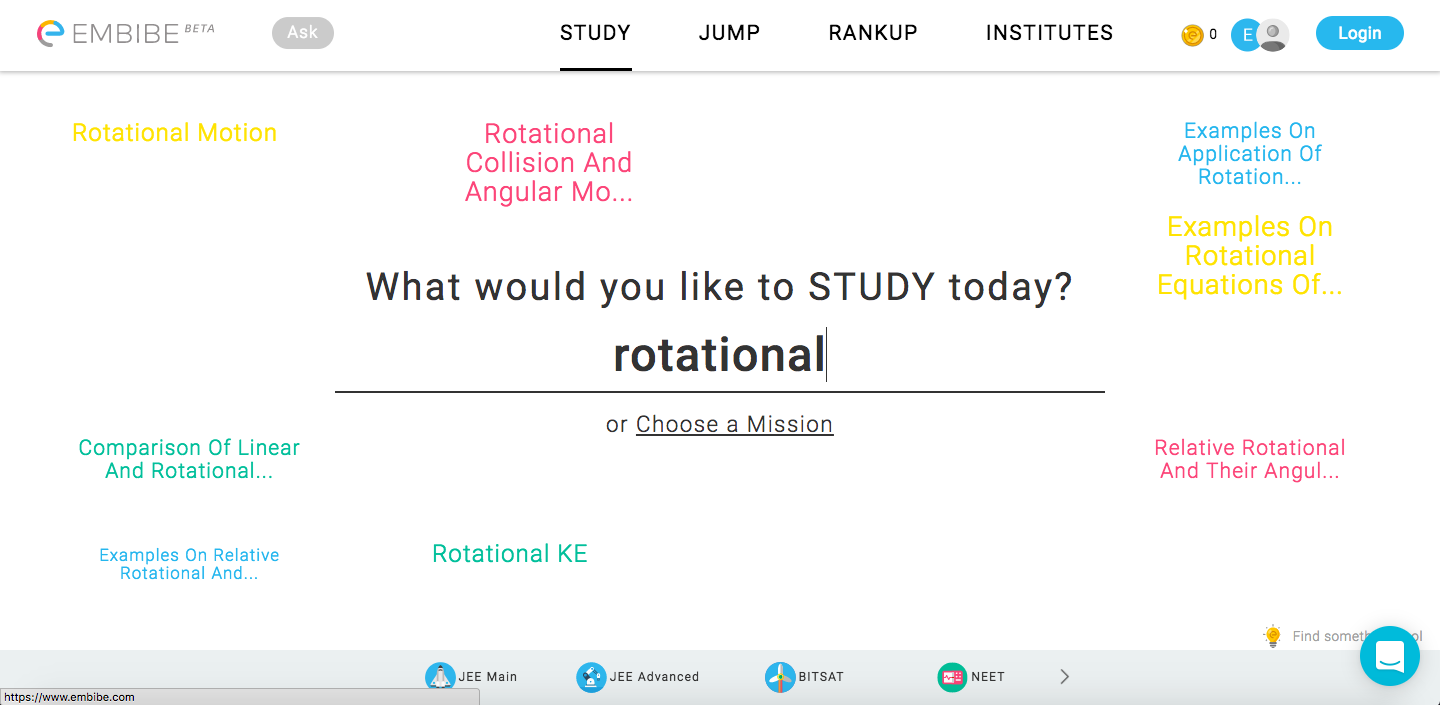 EMBIBE BETA
Ask
STUDY
JUMP
RANKUP
INSTITUTES
0
E
Login
Rotational Motion
Rotational
Collision And
Angular Mo...
Examples On
Application Of
Rotation...
Examples On
Rotational
Equations Of...
What would you like to STUDY today?
rotational
or Choose a Mission
Comparison Of Linear
And Rotational...
Relative Rotational
And Their Angul...
Examples On Relative
Rotational And...
Rotational KE
Find
JEE Main
JEE Advanced
BITSAT
NEET
https://www.embibe.com